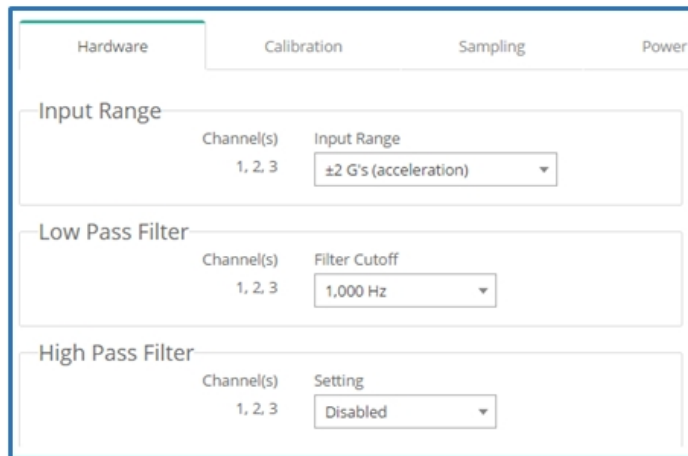 Hardware Calibration Sampling Power
Input Range
Channel(s) Input Range
1, 2, 3 ±2 G's (acceleration)
Low Pass Filter
Channel(s) Filter Cutoff
1, 2, 3 1,000 Hz
High Pass Filter
Channel(s) Setting
1, 2, 3 Disabled